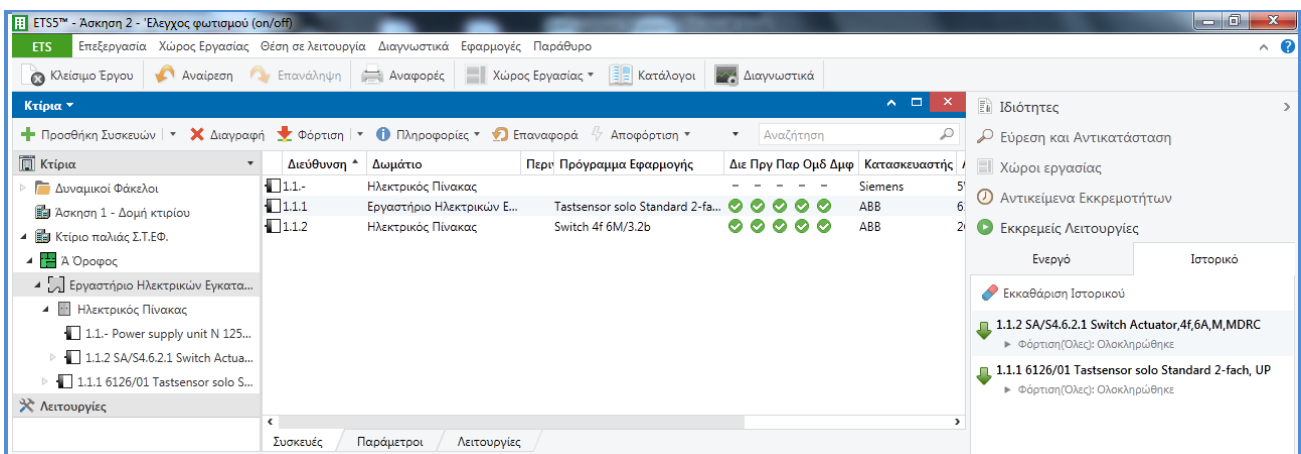 ETS5™ - Άσκηση 2 - 'Ελεγχος φωτισμού (on/off)
ETS Επεξεργασία Χώρος Εργασίας Θέση σε λειτουργία Διαγνωστικά Εφαρμογές Παράθυρο
Κλείσιμο Έργου Αναίρεση Επανάληψη Αναφορές Χώρος Εργασίας Κατάλογοι Διαγνωστικά
Κτίρια
Προσθήκη Συσκευών Διαγραφή Φόρτιση Πληροφορίες Επαναφορά Αποφόρτιση Αναζήτηση
Κτίρια
Δυναμικοί Φάκελοι
Άσκηση 1 - Δομή κτιρίου
Κτίριο παλιάς Σ.Τ.ΕΦ.
Ά Όροφος
Εργαστήριο Ηλεκτρικών Εγκατα...
Ηλεκτρικός Πίνακας
1.1.- Power supply unit N 125...
1.1.2 SA/S4.6.2.1 Switch Actua...
1.1.1 6126/01 Tastsensor solo S...
Λειτουργίες
Διεύθυνση Δωμάτιο Περι Πρόγραμμα Εφαρμογής Διε Πργ Παρ Ομδ Δμφ Κατασκευαστής
1.1.- Ηλεκτρικός Πίνακας - - - - - Siemens
1.1.1 Εργαστήριο Ηλεκτρικών Ε... Tastsensor solo Standard 2-fa... ABB
1.1.2 Ηλεκτρικός Πίνακας Switch 4f 6M/3.2b ABB
Συσκευές Παράμετροι Λειτουργίες
Ιδιότητες
Εύρεση και Αντικατάσταση
Χώροι εργασίας
Αντικείμενα Εκκρεμοτήτων
Εκκρεμείς Λειτουργίες
Ενεργό Ιστορικό
Εκκαθάριση Ιστορικού
1.1.2 SA/S4.6.2.1 Switch Actuator,4f,6A,M,MDRC
Φόρτιση(Όλες): Ολοκληρώθηκε
1.1.1 6126/01 Tastsensor solo Standard 2-fach, UP
Φόρτιση(Όλες): Ολοκληρώθηκε